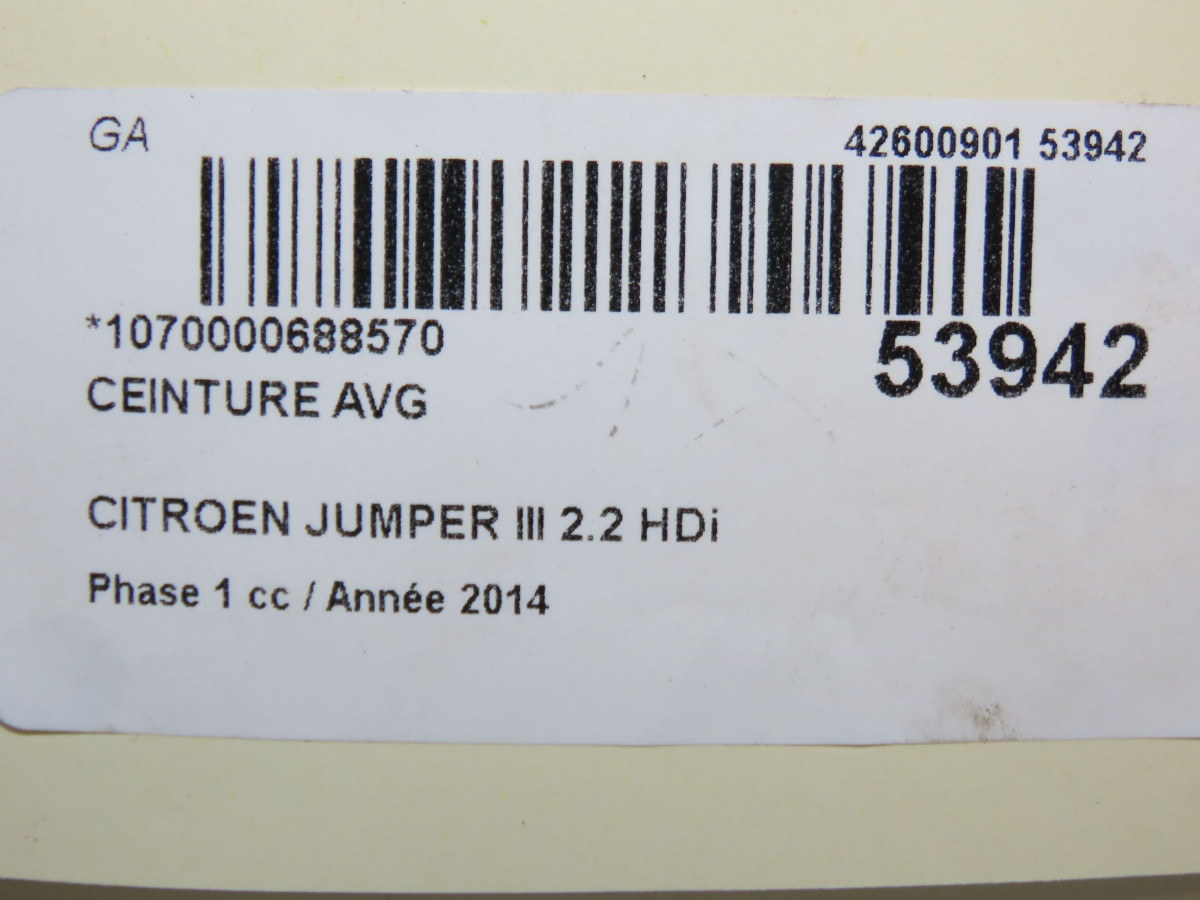 GA
42600901 53942
*1070000688570
53942
CEINTURE AVG
CITROEN JUMPER III 2.2 HDi
Phase 1 cc / Année 2014